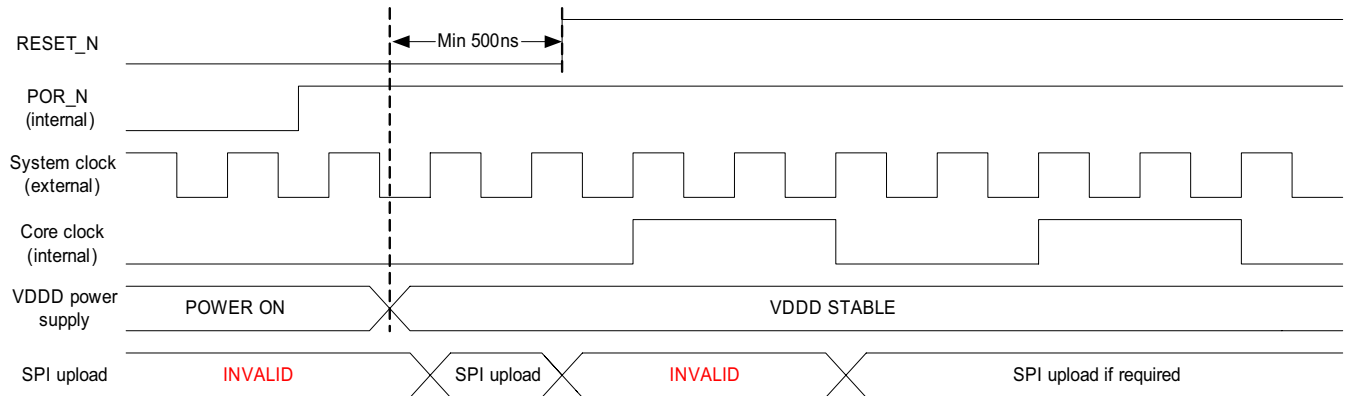 RESET_N
Min 500ns
POR_N
(internal)
System clock
(external)
Core clock
(internal)
VDDD power
supply
POWER ON
VDDD STABLE
SPI upload
INVALID
SPI upload
INVALID
SPI upload if required